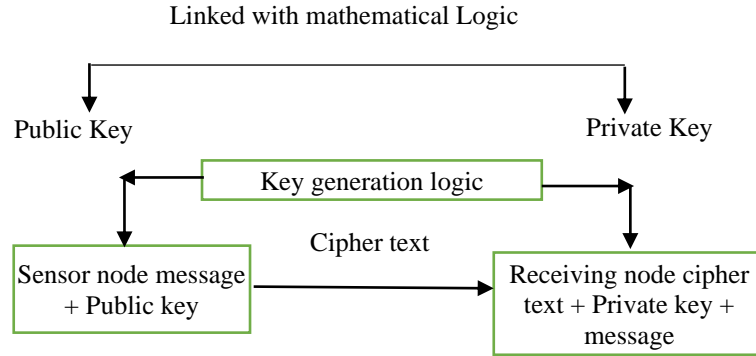 Linked with mathematical Logic
Public Key
Private Key
Key generation logic
Cipher text
Sensor node message
+ Public key
Receiving node cipher
text + Private key +
message